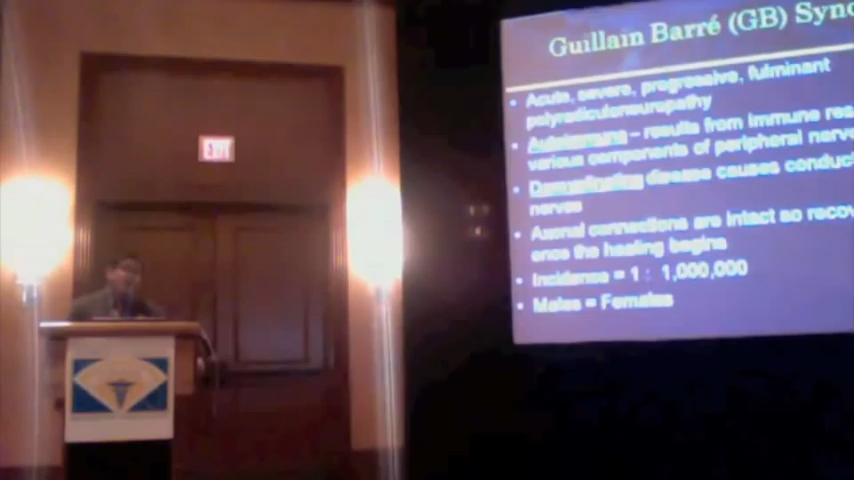 EXIT
Guillain Barré (GB) Sync
• Acute, severe, progressive, fulminant
polyradiculoneuropathy
• Autoimmune – results from immune res
various components of peripheral nerve
• Demyelinating disease causes conduc
nerves
• Axonal connections are intact so recov
once the healing begins
• Incidence = 1 : 1,000,000
• Males = Females